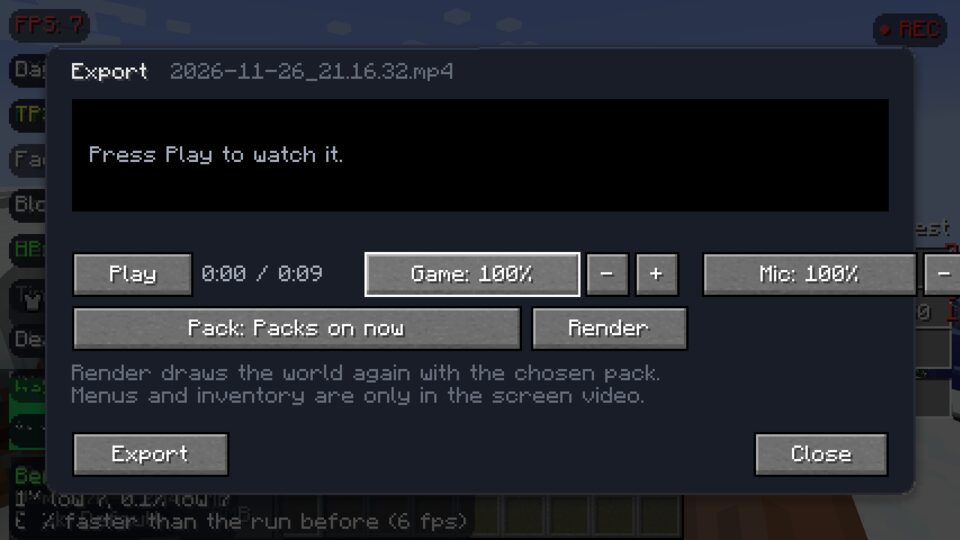 FPS: 7
REC
Export 2026-11-26_21.16.32.mp4
Press Play to watch it.
Play 0:00 / 0:09 Game: 100% - + Mic: 100% -
Pack: Packs on now Render
Render draws the world again with the chosen pack.
Menus and inventory are only in the screen video.
Export Close
faster than the run before (6 fps)